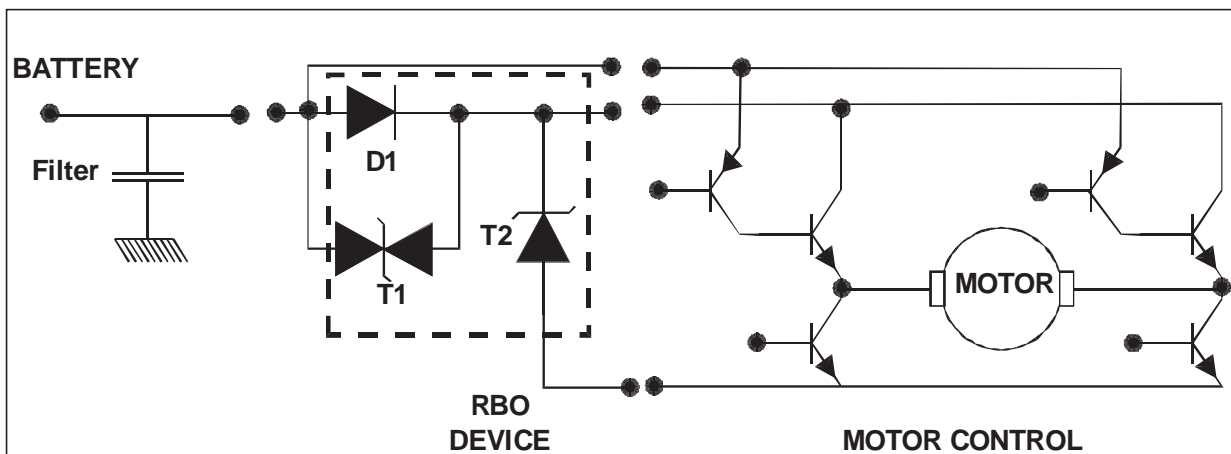 BATTERY
Filter
D1
T1
T2
MOTOR
RBO
DEVICE
MOTOR CONTROL